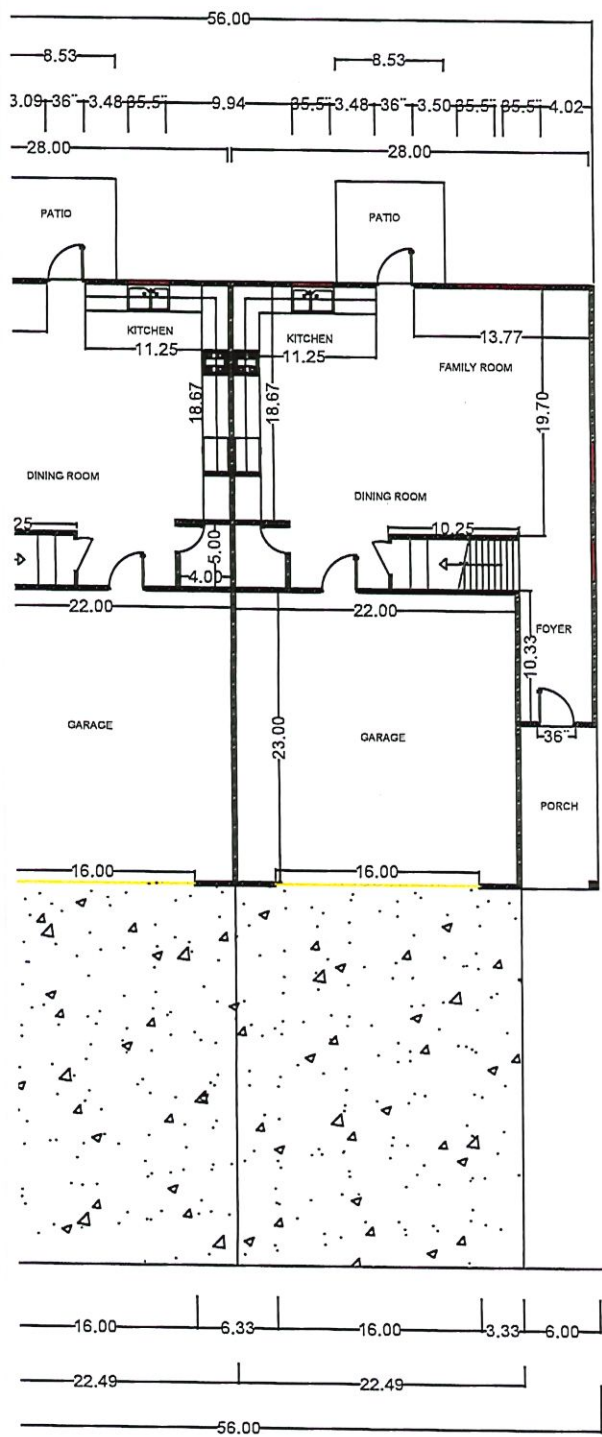 56.00
8.53 8.53
3.09 36" 3.48 35.5" 9.94 35.5" 3.48 36" 3.50 35.5" 35.5" 4.02
28.00 28.00
PATIO PATIO
KITCHEN KITCHEN
11.25 11.25
13.77
FAMILY ROOM
18.67 18.67
19.70
DINING ROOM
DINING ROOM
25 10.25
5.00
4.00
22.00 22.00
FOYER
10.33
GARAGE GARAGE
23.00
36"
PORCH
16.00 16.00
16.00 6.33 16.00 3.33 6.00
22.49 22.49
56.00